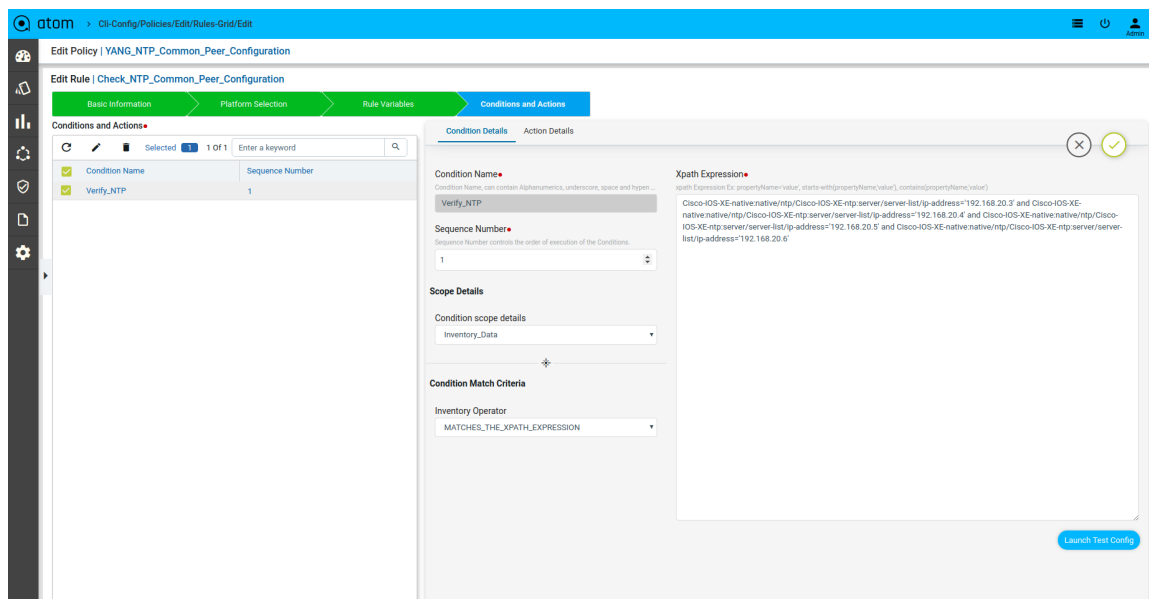 atom > Cli-Config/Policies/Edit/Rules-Grid/Edit
Admin
Edit Policy | YANG_NTP_Common_Peer_Configuration
Edit Rule | Check_NTP_Common_Peer_Configuration
Basic Information
Platform Selection
Rule Variables
Conditions and Actions
Conditions and Actions
Selected 1 1 Of 1 Enter a keyword
Condition Name Sequence Number
Verify_NTP 1
Condition Details Action Details
Condition Name
Condition Name, can contain Alphanumerics, underscore, space and hypen ...
Verify_NTP
Sequence Number
Sequence Number controls the order of execution of the Conditions.
1
Scope Details
Condition scope details
Inventory_Data
Condition Match Criteria
Inventory Operator
MATCHES_THE_XPATH_EXPRESSION
Xpath Expression
xpath Expression Ex: propertyName='value', starts-with(propertyName,'value'), contains(propertyName,'value')
Cisco-IOS-XE-native:native/ntp/Cisco-IOS-XE-ntp:server/server-list/ip-address='192.168.20.3' and Cisco-IOS-XE-
native:native/ntp/Cisco-IOS-XE-ntp:server/server-list/ip-address='192.168.20.4' and Cisco-IOS-XE-native:native/ntp/Cisco-
IOS-XE-ntp:server/server-list/ip-address='192.168.20.5' and Cisco-IOS-XE-native:native/ntp/Cisco-IOS-XE-ntp:server/server-
list/ip-address='192.168.20.6'
Launch Test Config